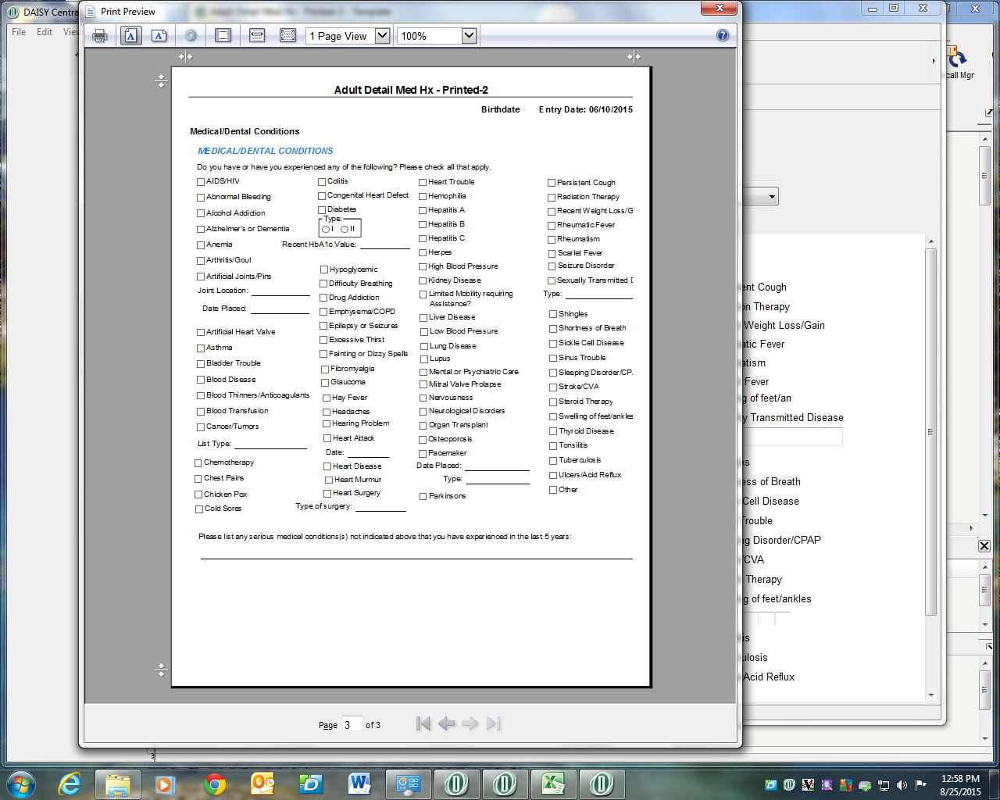 DAISY Centra
Print Preview
Adult Detail Med Hx - Printed-2 - Template
File Edit Vie
1 Page View
100%
call Mgr
Adult Detail Med Hx - Printed-2
Birthdate Entry Date: 06/10/2015
Medical/Dental Conditions
MEDICAL/DENTAL CONDITIONS
Do you have or have you experienced any of the following? Please check all that apply.
AIDS/HIV
Abnormal Bleeding
Alcohol Addiction
Alzheimer's or Dementia
Anemia
Arthritis/Gout
Artificial Joints/Pins
Joint Location:
Date Placed:
Artificial Heart Valve
Asthma
Bladder Trouble
Blood Disease
Blood Thinners/Anticoagulants
Blood Transfusion
Cancer/Tumors
List Type:
Chemotherapy
Chest Pains
Chicken Pox
Cold Sores
Colitis
Congenital Heart Defect
Diabetes
Type:
I II
Recent HbA1c Value:
Hypoglycemic
Difficulty Breathing
Drug Addiction
Emphysema/COPD
Epilepsy or Seizures
Excessive Thirst
Fainting or Dizzy Spells
Fibromyalgia
Glaucoma
Hay Fever
Headaches
Hearing Problem
Heart Attack
Date:
Heart Disease
Heart Murmur
Heart Surgery
Type of surgery:
Heart Trouble
Hemophilia
Hepatitis A
Hepatitis B
Hepatitis C
Herpes
High Blood Pressure
Kidney Disease
Limited Mobility requiring
Assistance?
Liver Disease
Low Blood Pressure
Lung Disease
Lupus
Mental or Psychiatric Care
Mitral Valve Prolapse
Nervousness
Neurological Disorders
Organ Transplant
Osteoporosis
Pacemaker
Date Placed:
Type:
Parkinsons
Persistent Cough
Radiation Therapy
Recent Weight Loss/G
Rheumatic Fever
Rheumatism
Scarlet Fever
Seizure Disorder
Sexually Transmitted D
Type:
Shingles
Shortness of Breath
Sickle Cell Disease
Sinus Trouble
Sleeping Disorder/CP
Stroke/CVA
Steroid Therapy
Swelling of feet/ankles
Thyroid Disease
Tonsilitis
Tuberculosis
Ulcers/Acid Reflux
Other
Please list any serious medical conditions(s) not indicated above that you have experienced in the last 5 years:
Page 3 of 3
ent Cough
on Therapy
Weight Loss/Gain
atic Fever
atism
Fever
g of feet/an
y Transmitted Disease
es
ess of Breath
Cell Disease
Trouble
ng Disorder/CPAP
/CVA
Therapy
g of feet/ankles
is
ulosis
Acid Reflux
12:58 PM
8/25/2015